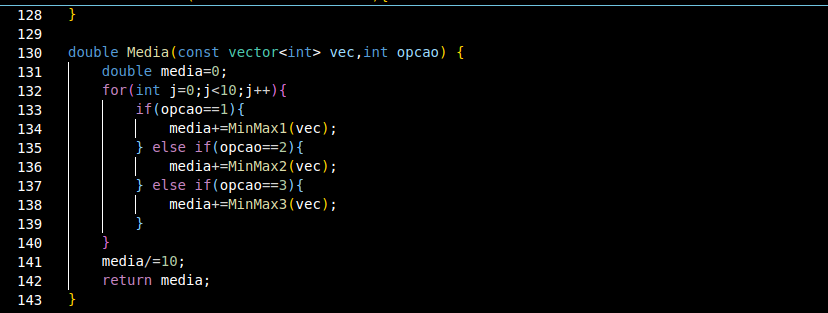 128 }
129
130 double Media(const vector<int> vec,int opcao) {
131     double media=0;
132     for(int j=0;j<10;j++){
133         if(opcao==1){
134             media+=MinMax1(vec);
135         } else if(opcao==2){
136             media+=MinMax2(vec);
137         } else if(opcao==3){
138             media+=MinMax3(vec);
139         }
140     }
141     media/=10;
142     return media;
143 }